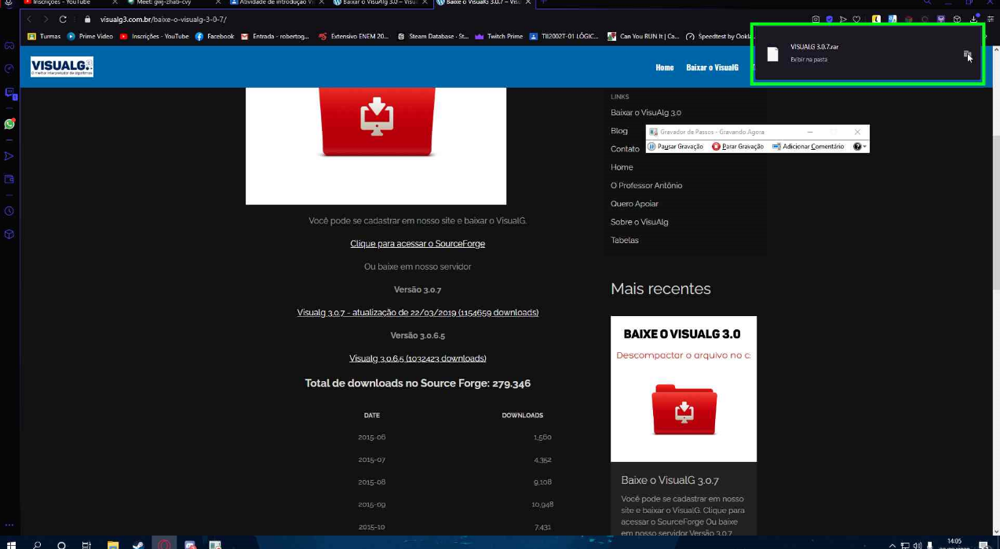 Inscrições - YouTube
Meet: gwj-zhab-cvy
Atividade de introdução Vi
Baixar o VisuAlg 3.0 – Visual
Baixe o VisualG 3.0.7 – Visu
visualg3.com.br/baixe-o-visualg-3-0-7/
Turmas
Prime Video
Inscrições - YouTube
Facebook
Entrada - robertog...
Extensivo ENEM 20...
Steam Database · St...
Twitch Prime
TII2002T-01 LÓGIC...
Can You RUN It | Ca...
Speedtest by Ookla
VISUALG 3.0.7.rar
Exibir na pasta
VISUALG.3
O melhor interpretador de algoritmos
Home
Baixar o VisualG
LINKS
Baixar o VisuAlg 3.0
Blog
Contato
Home
O Professor Antônio
Quero Apoiar
Sobre o VisuAlg
Tabelas
Gravador de Passos - Gravando Agora
Pausar Gravação
Parar Gravação
Adicionar Comentário
Você pode se cadastrar em nosso site e baixar o VisualG.
Clique para acessar o SourceForge
Ou baixe em nosso servidor
Versão 3.0.7
Visualg 3.0.7 - atualização de 22/03/2019 (1154659 downloads)
Versão 3.0.6.5
Visualg 3.0.6.5 (1032423 downloads)
Total de downloads no Source Forge: 279.346
DATE DOWNLOADS
2015-06 1,560
2015-07 4,352
2015-08 9,108
2015-09 10,948
2015-10 7,431
Mais recentes
BAIXE O VISUALG 3.0
Descompactar o arquivo no c:
Baixe o VisualG 3.0.7
Você pode se cadastrar em nosso
site e baixar o VisualG. Clique para
acessar o SourceForge Ou baixe
em nosso servidor Versão 3.0.7
14:05